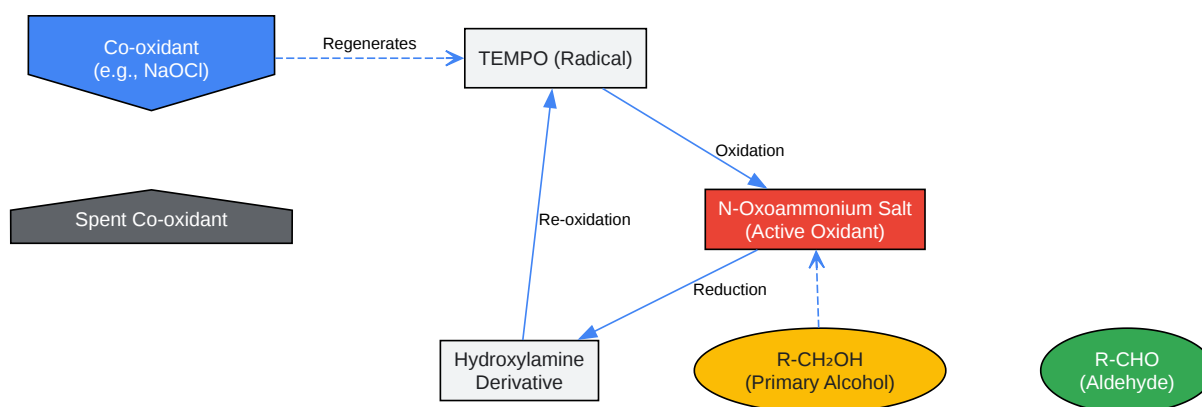 Co-oxidant
(e.g., NaOCl)
Regenerates
TEMPO (Radical)
Oxidation
Spent Co-oxidant
Re-oxidation
N-Oxoammonium Salt
(Active Oxidant)
Reduction
Hydroxylamine
Derivative
R-CH₂OH
(Primary Alcohol)
R-CHO
(Aldehyde)